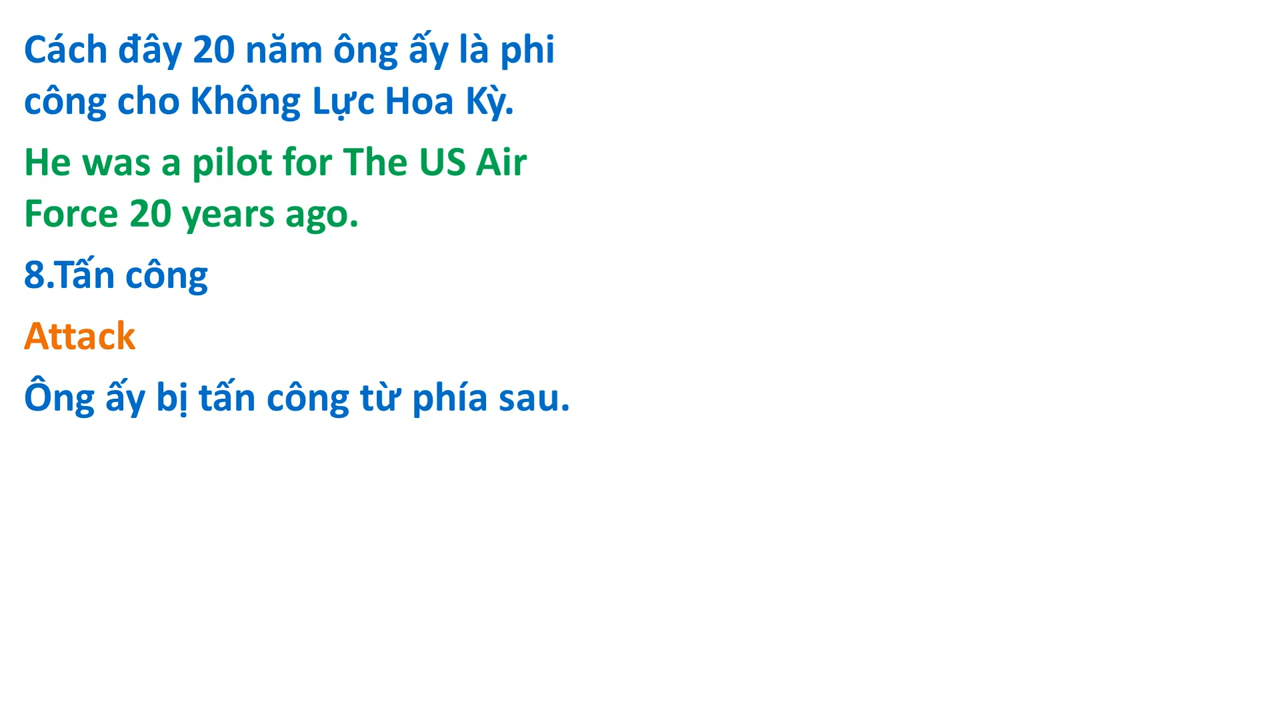 Cách đây 20 năm ông ấy là phi
công cho Không Lực Hoa Kỳ.
He was a pilot for The US Air
Force 20 years ago.
8.Tấn công
Attack
Ông ấy bị tấn công từ phía sau.